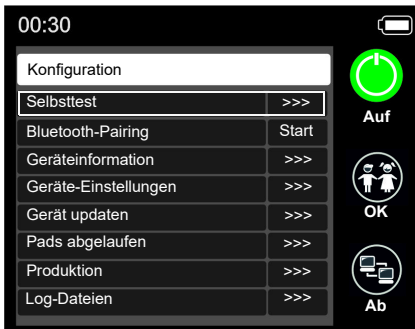 00:30
Konfiguration
Selbsttest >>>
Auf
Bluetooth-Pairing Start
Geräteinformation >>>
Geräte-Einstellungen >>>
OK
Gerät updaten >>>
Pads abgelaufen >>>
Produktion >>>
Log-Dateien >>>
Ab